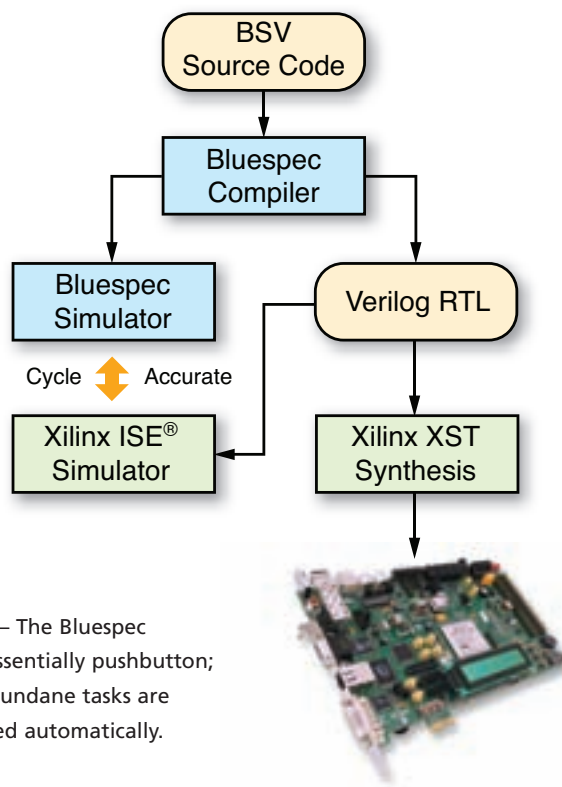 BSV
Source Code
Bluespec
Compiler
Bluespec
Simulator
Verilog RTL
Cycle Accurate
Xilinx ISE®
Simulator
Xilinx XST
Synthesis
– The Bluespec
ssentially pushbutton;
undane tasks are
ed automatically.